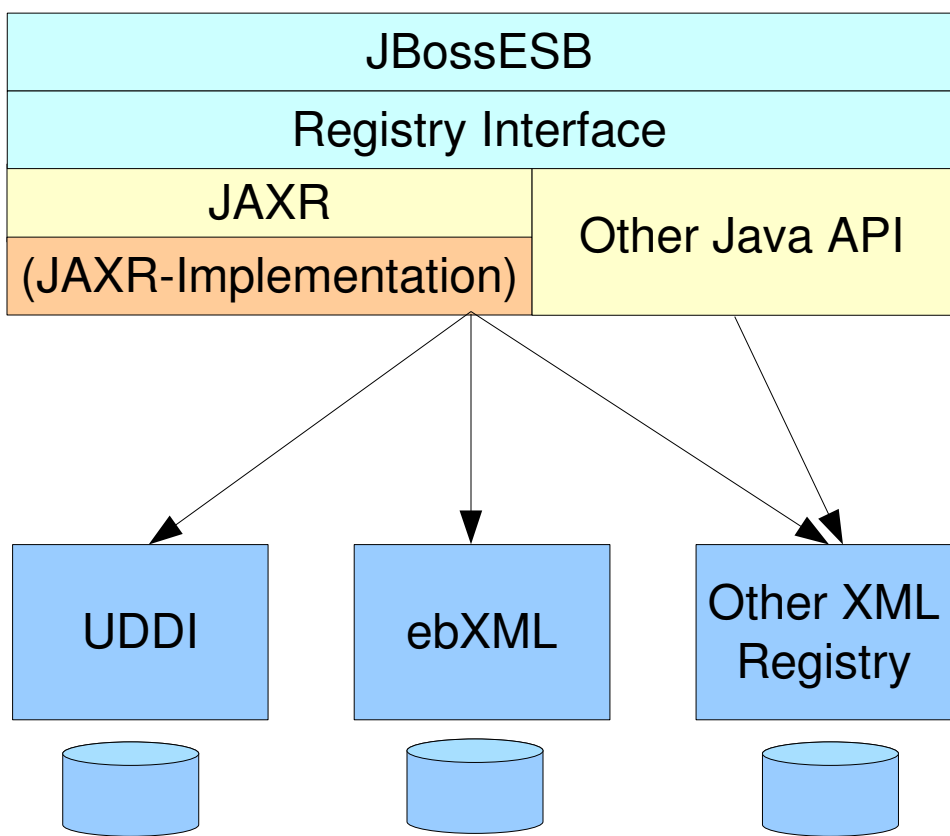 JBossESB
Registry Interface
JAXR
Other Java API
(JAXR-Implementation)
UDDI
ebXML
Other XML
Registry